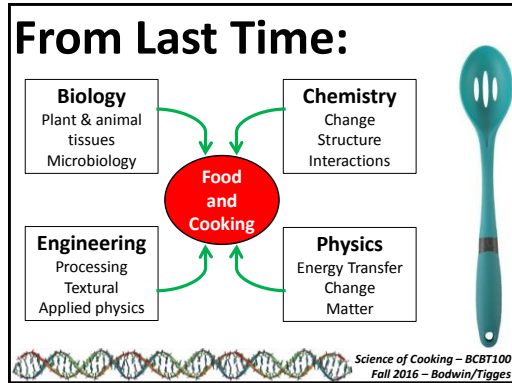 From Last Time:
Biology
Plant & animal
tissues
Microbiology
Chemistry
Change
Structure
Interactions
Food
and
Cooking
Engineering
Processing
Textural
Applied physics
Physics
Energy Transfer
Change
Matter
Science of Cooking – BCBT100
Fall 2016 – Bodwin/Tigges